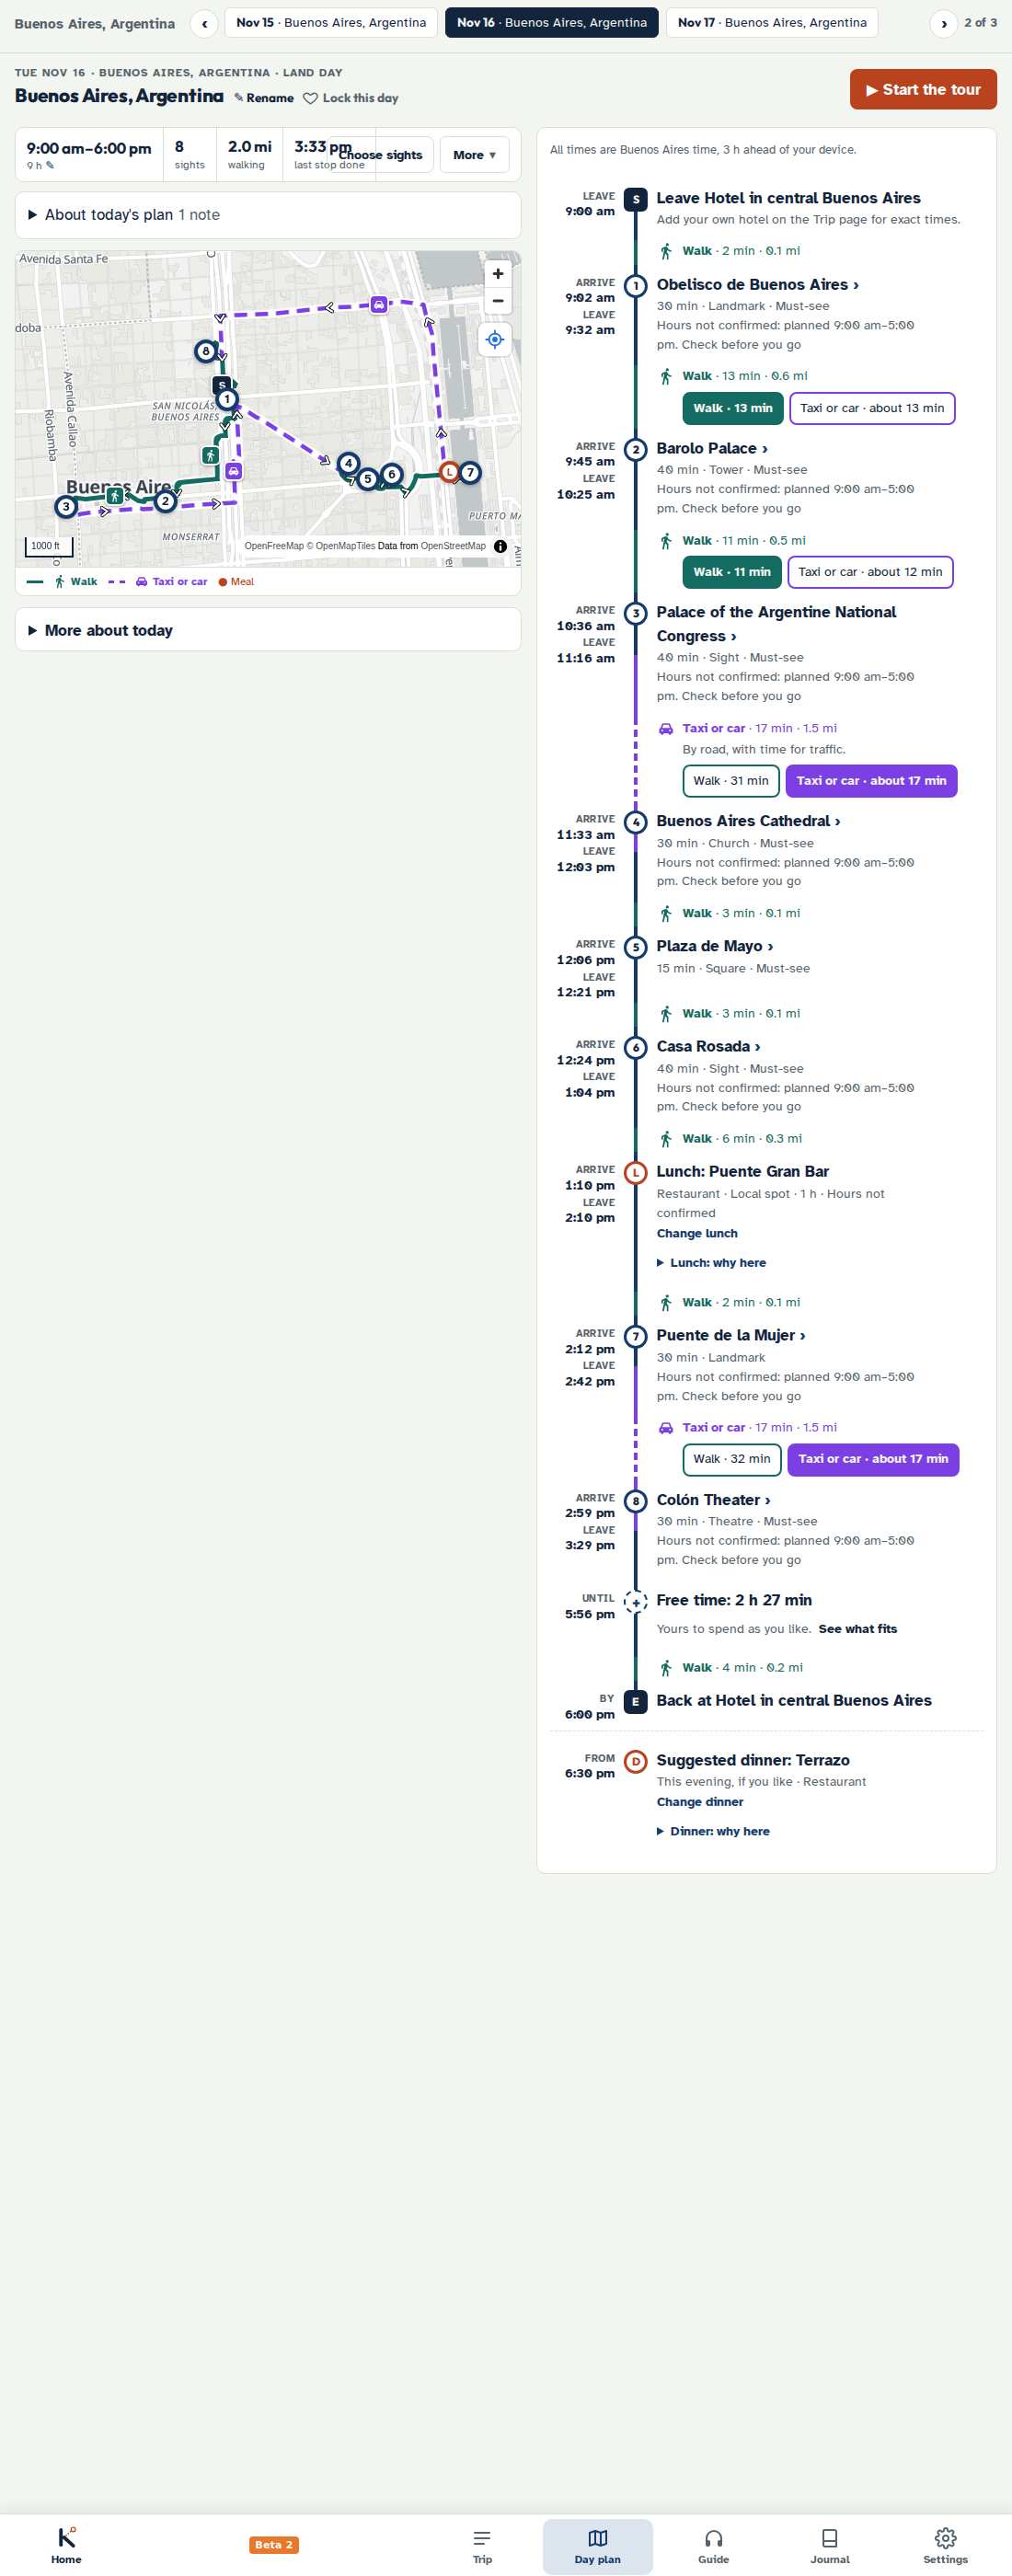 Buenos Aires, Argentina
‹
Nov 15 · Buenos Aires, Argentina
Nov 16 · Buenos Aires, Argentina
Nov 17 · Buenos Aires, Argentina
›
2 of 3
TUE NOV 16 · BUENOS AIRES, ARGENTINA · LAND DAY
Buenos Aires, Argentina
✎ Rename
Lock this day
▶ Start the tour
9:00 am–6:00 pm
9 h ✎
8
sights
2.0 mi
walking
3:33 pm
last stop done
Choose sights
More ▾
▶ About today's plan 1 note
Avenida Santa Fe
doba
Avenida Callao
Riobamba
SAN NICOLÁS,
BUENOS AIRES
Buenos Aire
MONSERRAT
PUERTO MA
8
S
1
4
5
6
L
7
3
2
+
−
1000 ft
OpenFreeMap © OpenMapTiles Data from OpenStreetMap
Walk
Taxi or car
Meal
▶ More about today
All times are Buenos Aires time, 3 h ahead of your device.
LEAVE
9:00 am
S
Leave Hotel in central Buenos Aires
Add your own hotel on the Trip page for exact times.
Walk · 2 min · 0.1 mi
ARRIVE
9:02 am
LEAVE
9:32 am
1
Obelisco de Buenos Aires ›
30 min · Landmark · Must-see
Hours not confirmed: planned 9:00 am–5:00
pm. Check before you go
Walk · 13 min · 0.6 mi
Walk · 13 min
Taxi or car · about 13 min
ARRIVE
9:45 am
LEAVE
10:25 am
2
Barolo Palace ›
40 min · Tower · Must-see
Hours not confirmed: planned 9:00 am–5:00
pm. Check before you go
Walk · 11 min · 0.5 mi
Walk · 11 min
Taxi or car · about 12 min
ARRIVE
10:36 am
LEAVE
11:16 am
3
Palace of the Argentine National
Congress ›
40 min · Sight · Must-see
Hours not confirmed: planned 9:00 am–5:00
pm. Check before you go
Taxi or car · 17 min · 1.5 mi
By road, with time for traffic.
Walk · 31 min
Taxi or car · about 17 min
ARRIVE
11:33 am
LEAVE
12:03 pm
4
Buenos Aires Cathedral ›
30 min · Church · Must-see
Hours not confirmed: planned 9:00 am–5:00
pm. Check before you go
Walk · 3 min · 0.1 mi
ARRIVE
12:06 pm
LEAVE
12:21 pm
5
Plaza de Mayo ›
15 min · Square · Must-see
Walk · 3 min · 0.1 mi
ARRIVE
12:24 pm
LEAVE
1:04 pm
6
Casa Rosada ›
40 min · Sight · Must-see
Hours not confirmed: planned 9:00 am–5:00
pm. Check before you go
Walk · 6 min · 0.3 mi
ARRIVE
1:10 pm
LEAVE
2:10 pm
L
Lunch: Puente Gran Bar
Restaurant · Local spot · 1 h · Hours not
confirmed
Change lunch
▶ Lunch: why here
Walk · 2 min · 0.1 mi
ARRIVE
2:12 pm
LEAVE
2:42 pm
7
Puente de la Mujer ›
30 min · Landmark
Hours not confirmed: planned 9:00 am–5:00
pm. Check before you go
Taxi or car · 17 min · 1.5 mi
Walk · 32 min
Taxi or car · about 17 min
ARRIVE
2:59 pm
LEAVE
3:29 pm
8
Colón Theater ›
30 min · Theatre · Must-see
Hours not confirmed: planned 9:00 am–5:00
pm. Check before you go
UNTIL
5:56 pm
+
Free time: 2 h 27 min
Yours to spend as you like. See what fits
Walk · 4 min · 0.2 mi
BY
6:00 pm
E
Back at Hotel in central Buenos Aires
FROM
6:30 pm
D
Suggested dinner: Terrazo
This evening, if you like · Restaurant
Change dinner
▶ Dinner: why here
Home
Beta 2
Trip
Day plan
Guide
Journal
Settings